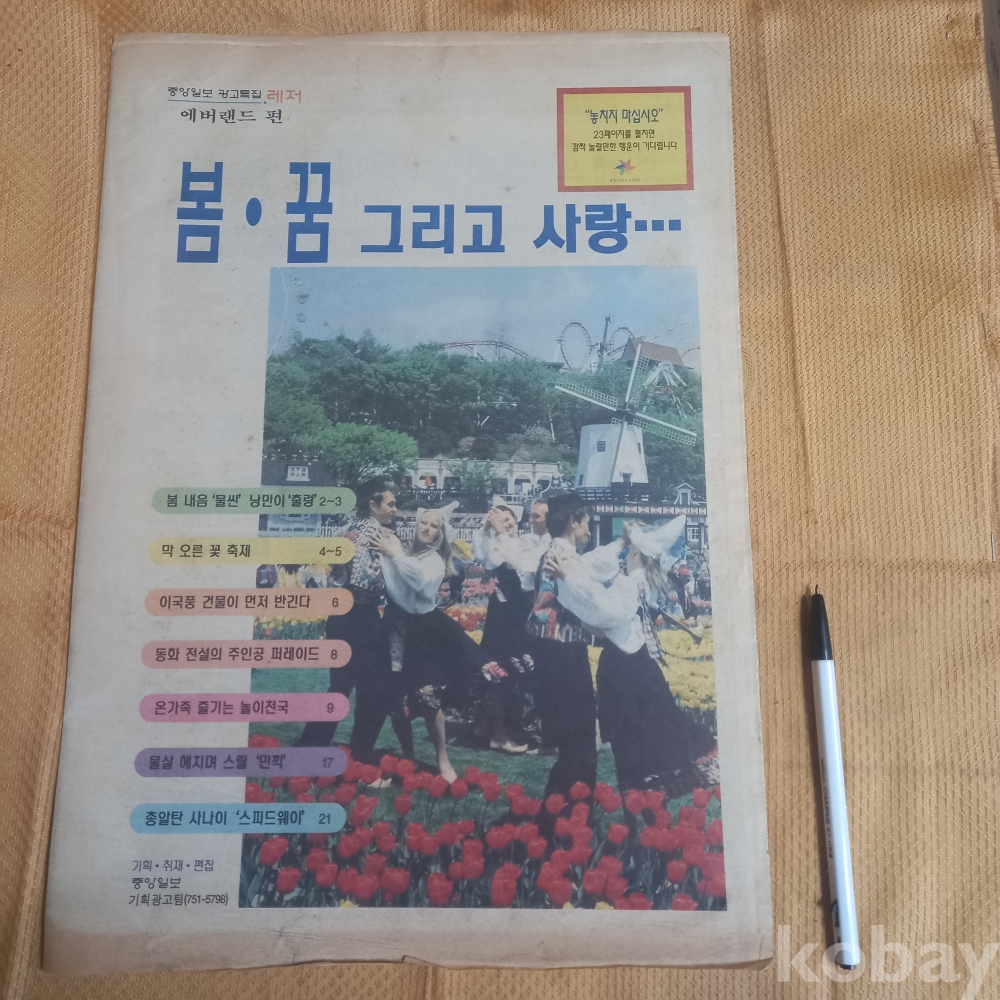 중앙일보 광고특집 레저
에버랜드 편
"놓치지 마십시오"
23페이지를 펼치면
깜짝 놀랄만한 행운이 기다립니다
봄·꿈 그리고 사랑…
봄 내음 '물씬' 낭만이 '출렁' 2~3
막 오른 꽃 축제 4~5
이국풍 건물이 먼저 반긴다 6
동화 전설의 주인공 퍼레이드 8
온가족 즐기는 놀이천국 9
물살 헤치며 스릴 '만끽' 17
총알탄 사나이 '스피드웨이' 21
기획·취재·편집
중앙일보
기획광고팀(751-5798)
kobay